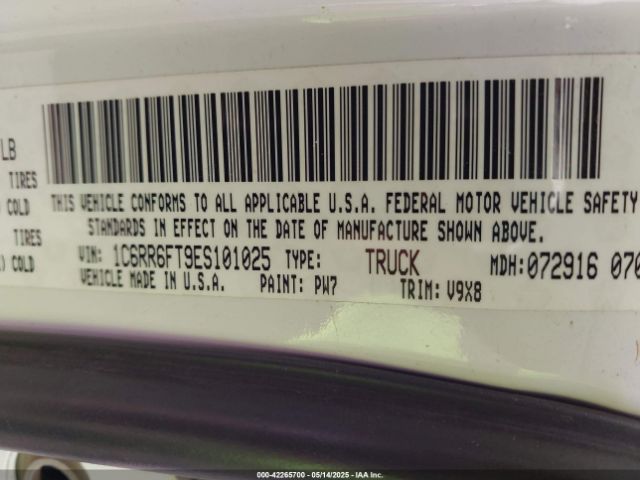 LB
TIRES
COLD
TIRES
) COLD
THIS VEHICLE CONFORMS TO ALL APPLICABLE U.S.A. FEDERAL MOTOR VEHICLE SAFETY
STANDARDS IN EFFECT ON THE DATE OF MANUFACTURE SHOWN ABOVE.
VIN: 1C6RR6FT9ES101025 TYPE: TRUCK MDH:072916 070
VEHICLE MADE IN U.S.A. PAINT: PW7 TRIM: V9X8
000-42265700 - 05/14/2025 - IAA Inc.